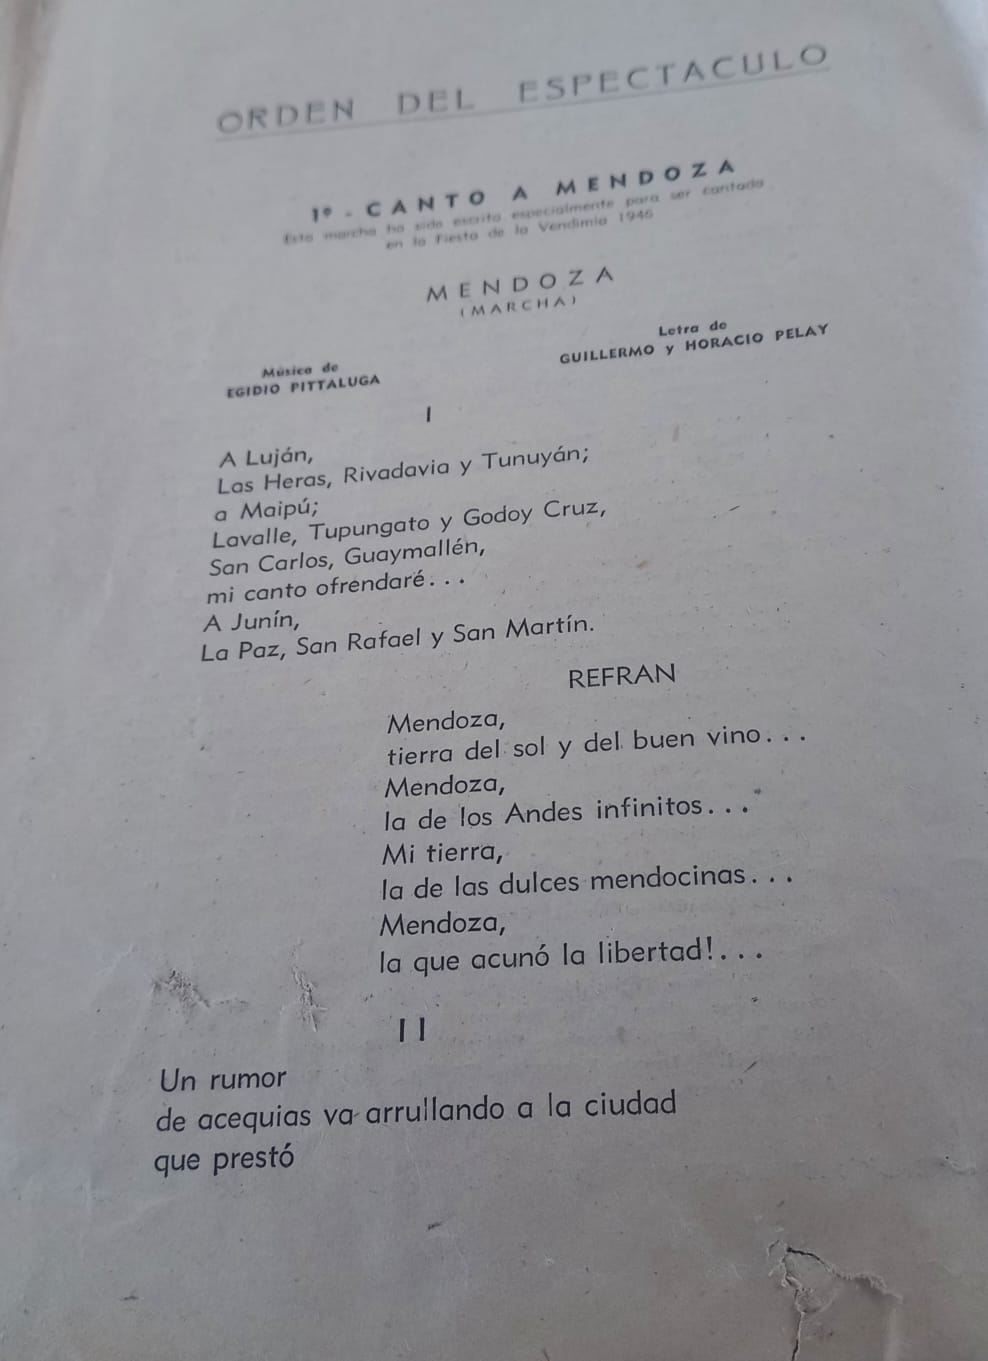 ORDEN DEL ESPECTACULO
1º - CANTO A MENDOZA
Esta marcha ha sido escrita especialmente para ser cantada
en la Fiesta de la Vendimia 1946
MENDOZA
(MARCHA)
Letra de
GUILLERMO y HORACIO PELAY
Música de
EGIDIO PITTALUGA
I
A Luján,
Las Heras, Rivadavia y Tunuyán;
a Maipú;
Lavalle, Tupungato y Godoy Cruz,
San Carlos, Guaymallén,
mi canto ofrendaré. . .
A Junín,
La Paz, San Rafael y San Martín.
REFRAN
Mendoza,
tierra del sol y del buen vino. . .
Mendoza,
la de los Andes infinitos. . .
Mi tierra,
la de las dulces mendocinas. . .
Mendoza,
la que acunó la libertad!. . .
II
Un rumor
de acequias va arrullando a la ciudad
que prestó